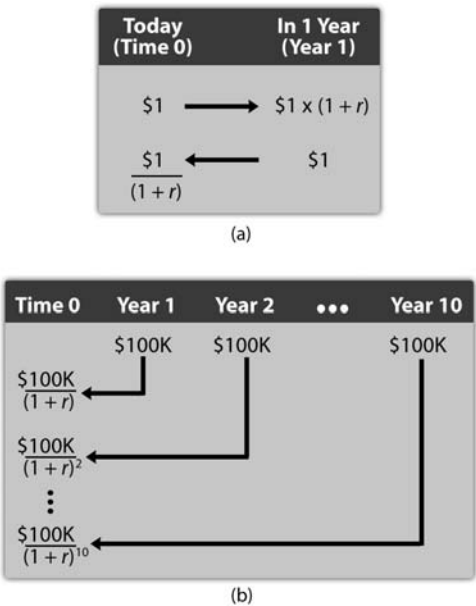 Today In 1 Year
(Time 0) (Year 1)
$1 $1 x (1 + r)
$1 $1
(1 + r)
(a)
Time 0 Year 1 Year 2 ••• Year 10
$100K $100K $100K
$100K
(1 + r)
$100K
(1 + r)²
$100K
(1 + r)¹⁰
(b)